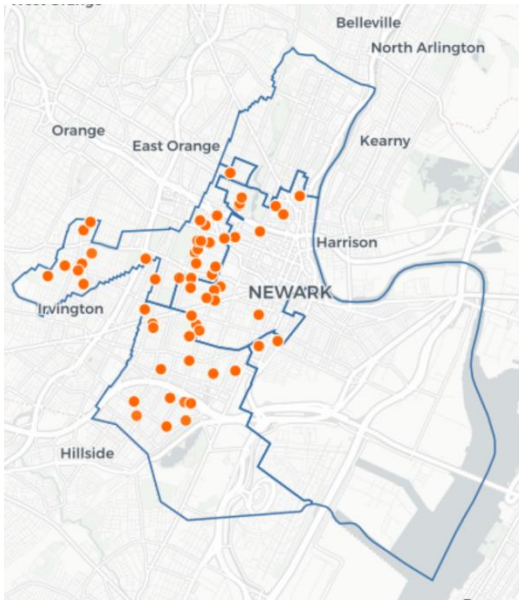 Belleville
North Arlington
Orange
East Orange
Kearny
Harrison
NEWARK
Irvington
Hillside